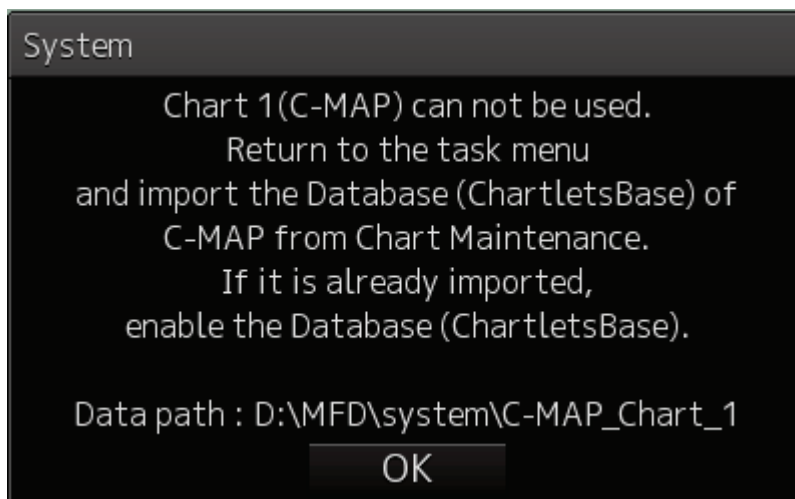 System
Chart 1(C-MAP) can not be used.
Return to the task menu
and import the Database (ChartletsBase) of
C-MAP from Chart Maintenance.
If it is already imported,
enable the Database (ChartletsBase).
Data path : D:\MFD\system\C-MAP_Chart_1
OK